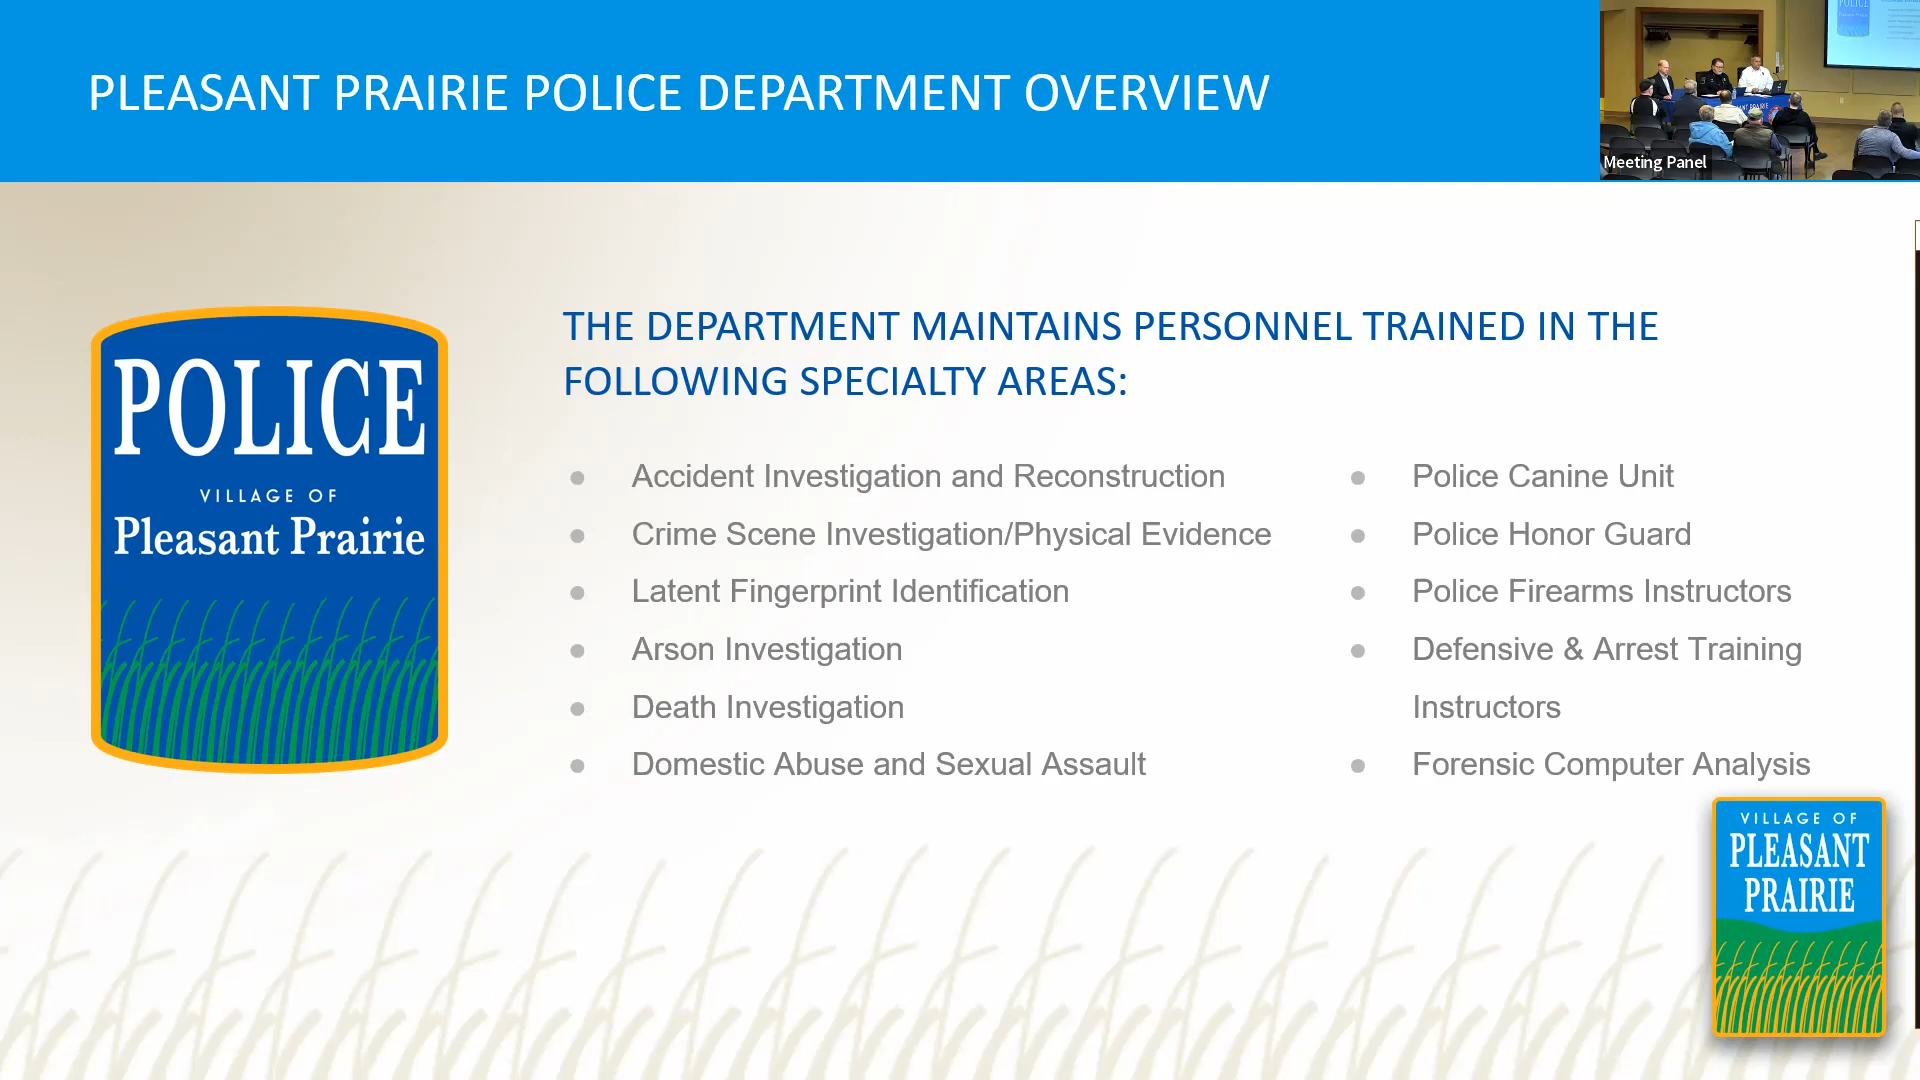 PLEASANT PRAIRIE POLICE DEPARTMENT OVERVIEW
Meeting Panel
POLICE
VILLAGE OF
Pleasant Prairie
THE DEPARTMENT MAINTAINS PERSONNEL TRAINED IN THE
FOLLOWING SPECIALTY AREAS:
● Accident Investigation and Reconstruction
● Crime Scene Investigation/Physical Evidence
● Latent Fingerprint Identification
● Arson Investigation
● Death Investigation
● Domestic Abuse and Sexual Assault
● Police Canine Unit
● Police Honor Guard
● Police Firearms Instructors
● Defensive & Arrest Training
Instructors
● Forensic Computer Analysis
VILLAGE OF
PLEASANT
PRAIRIE